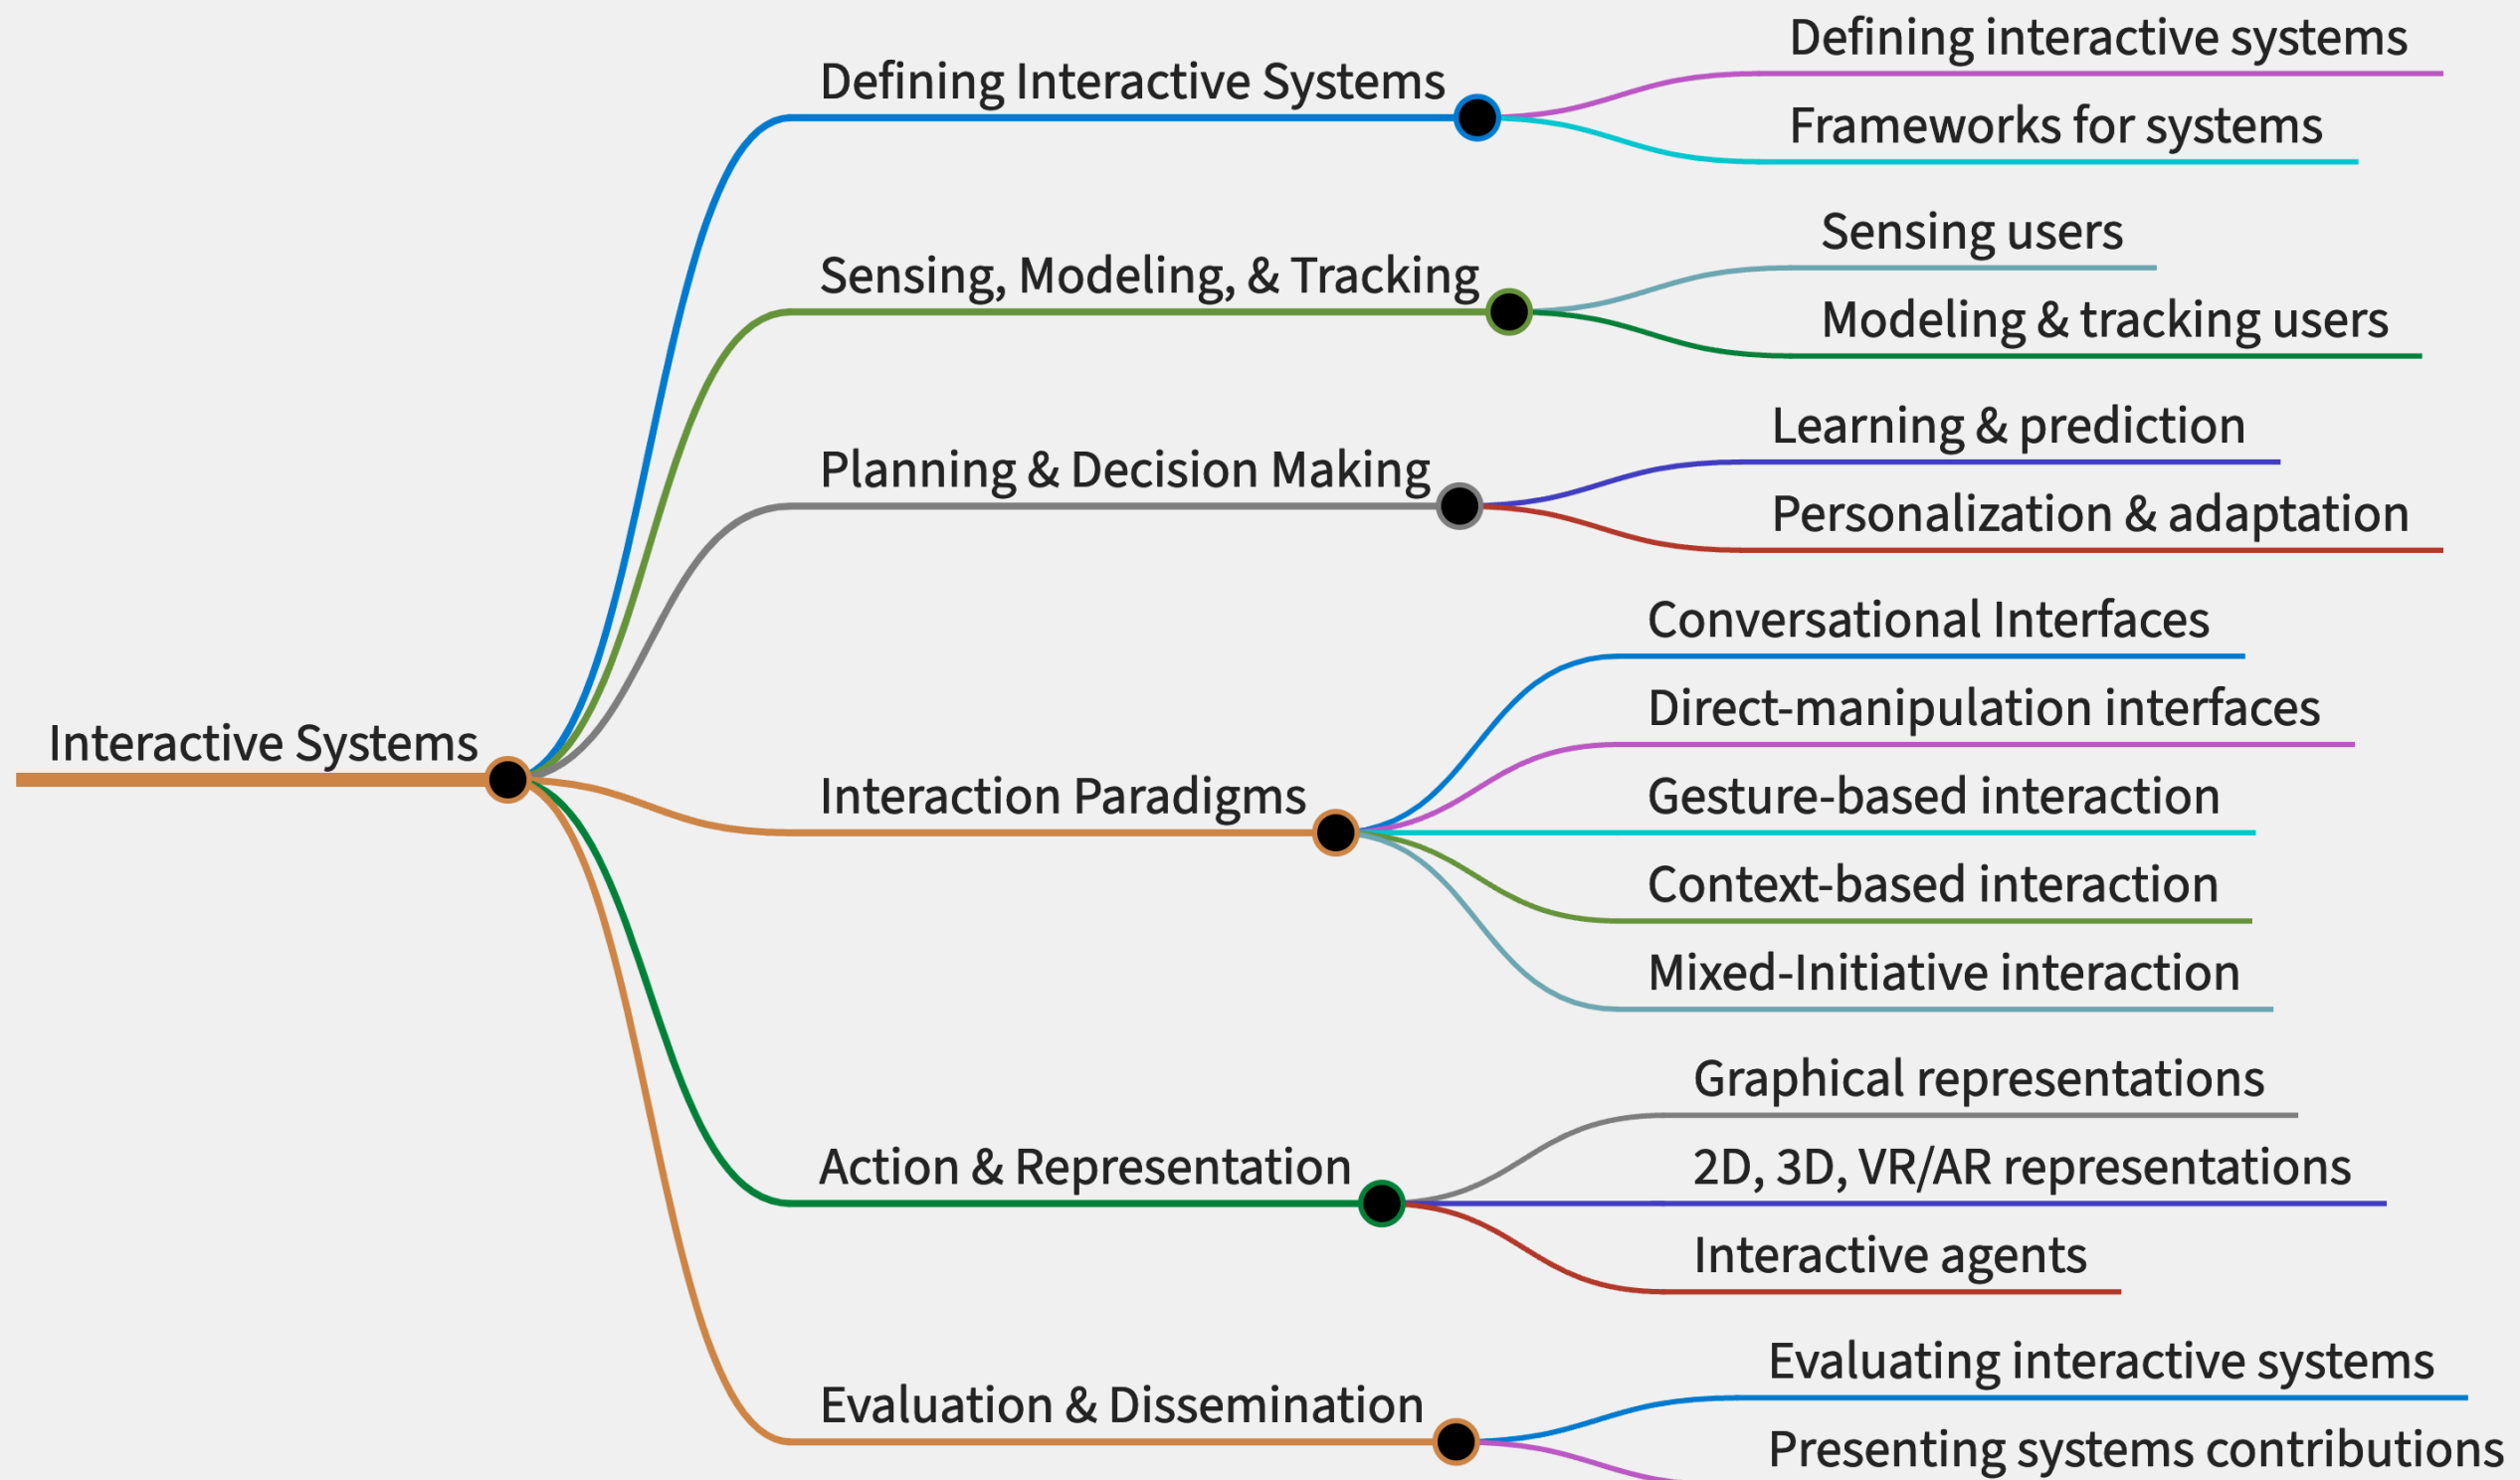 Interactive Systems
Defining Interactive Systems
Defining interactive systems
Frameworks for systems
Sensing, Modeling, & Tracking
Sensing users
Modeling & tracking users
Planning & Decision Making
Learning & prediction
Personalization & adaptation
Interaction Paradigms
Conversational Interfaces
Direct-manipulation interfaces
Gesture-based interaction
Context-based interaction
Mixed-Initiative interaction
Action & Representation
Graphical representations
2D, 3D, VR/AR representations
Interactive agents
Evaluation & Dissemination
Evaluating interactive systems
Presenting systems contributions